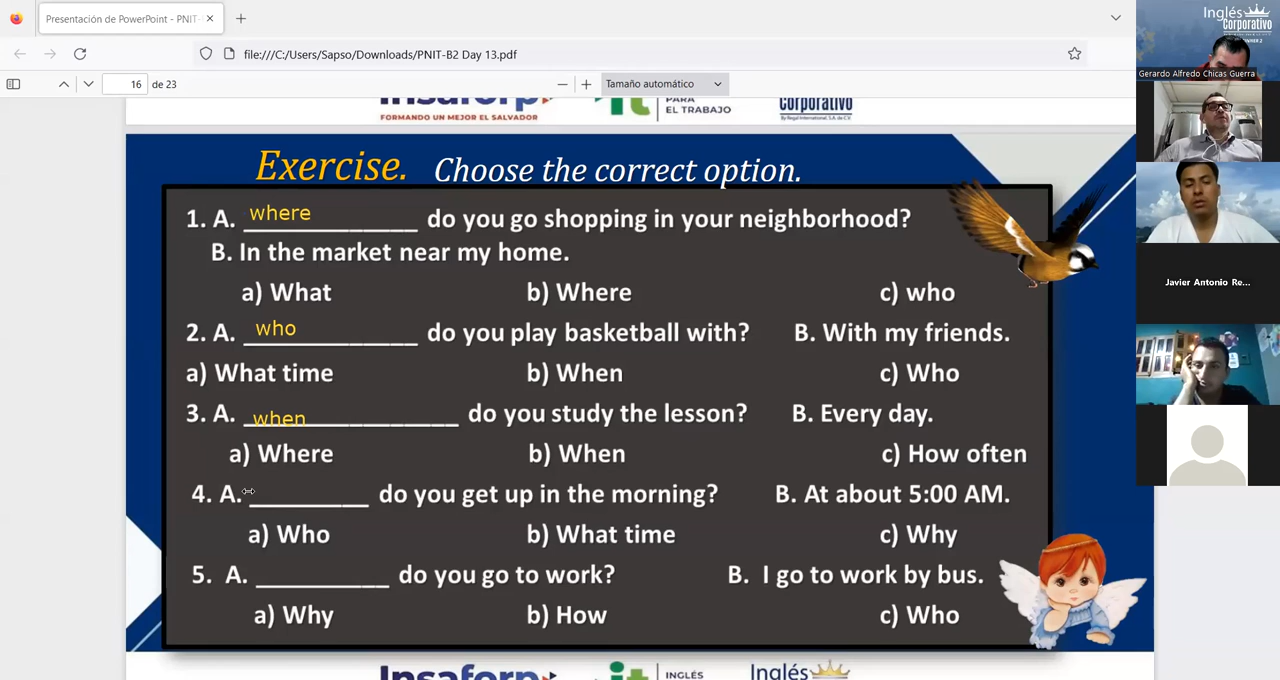 Presentación de PowerPoint - PNIT-
file:///C:/Users/Sapso/Downloads/PNIT-B2 Day 13.pdf
16 de 23
Tamaño automático
Inglés
Corporativo
Gerardo Alfredo Chicas Guerra
Insaforp
FORMANDO UN MEJOR EL SALVADOR
PARA
EL TRABAJO
Corporativo
Exercise. Choose the correct option.
1. A. where do you go shopping in your neighborhood?
B. In the market near my home.
a) What b) Where c) who
2. A. who do you play basketball with? B. With my friends.
a) What time b) When c) Who
3. A. when do you study the lesson? B. Every day.
a) Where b) When c) How often
4. A. ________ do you get up in the morning? B. At about 5:00 AM.
a) Who b) What time c) Why
5. A. _________ do you go to work? B. I go to work by bus.
a) Why b) How c) Who
Javier Antonio Re...
Insaforp
INGLÉS
Inglés